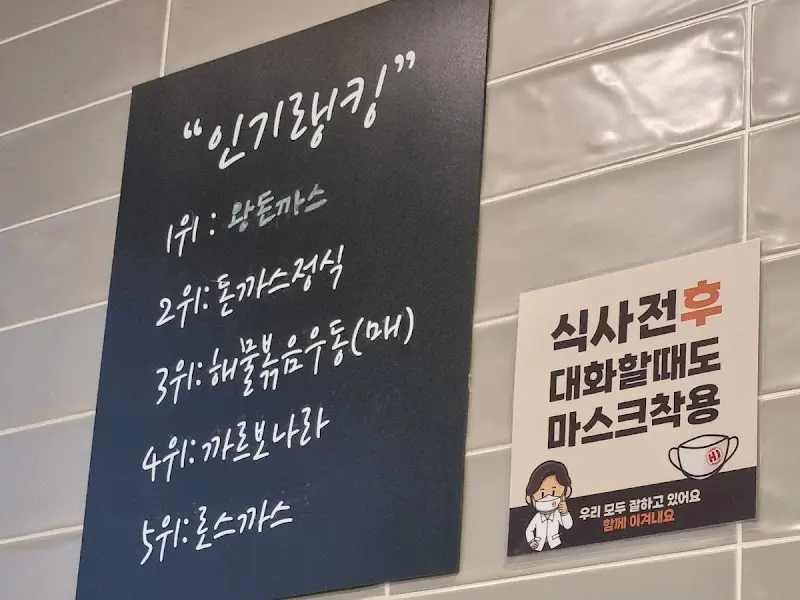 “인기랭킹”
1위 : 왕돈까스
2위: 돈까스정식
3위: 해물볶음우동(매)
4위: 까르보나라
5위: 론스까스
식사전후
대화할때도
마스크착용
우리 모두 잘하고 있어요
함께 이겨내요